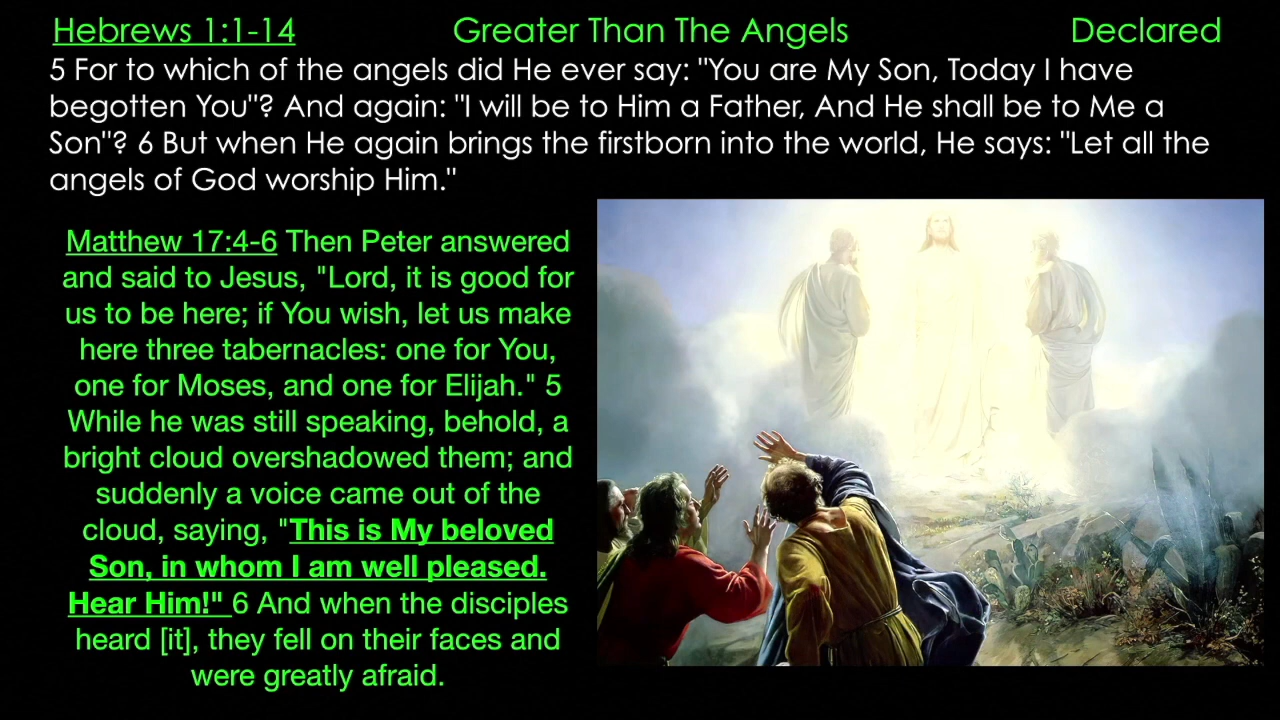 Hebrews 1:1-14 Greater Than The Angels Declared
5 For to which of the angels did He ever say: "You are My Son, Today I have
begotten You"? And again: "I will be to Him a Father, And He shall be to Me a
Son"? 6 But when He again brings the firstborn into the world, He says: "Let all the
angels of God worship Him."
Matthew 17:4-6 Then Peter answered
and said to Jesus, "Lord, it is good for
us to be here; if You wish, let us make
here three tabernacles: one for You,
one for Moses, and one for Elijah." 5
While he was still speaking, behold, a
bright cloud overshadowed them; and
suddenly a voice came out of the
cloud, saying, "This is My beloved
Son, in whom I am well pleased.
Hear Him!" 6 And when the disciples
heard [it], they fell on their faces and
were greatly afraid.